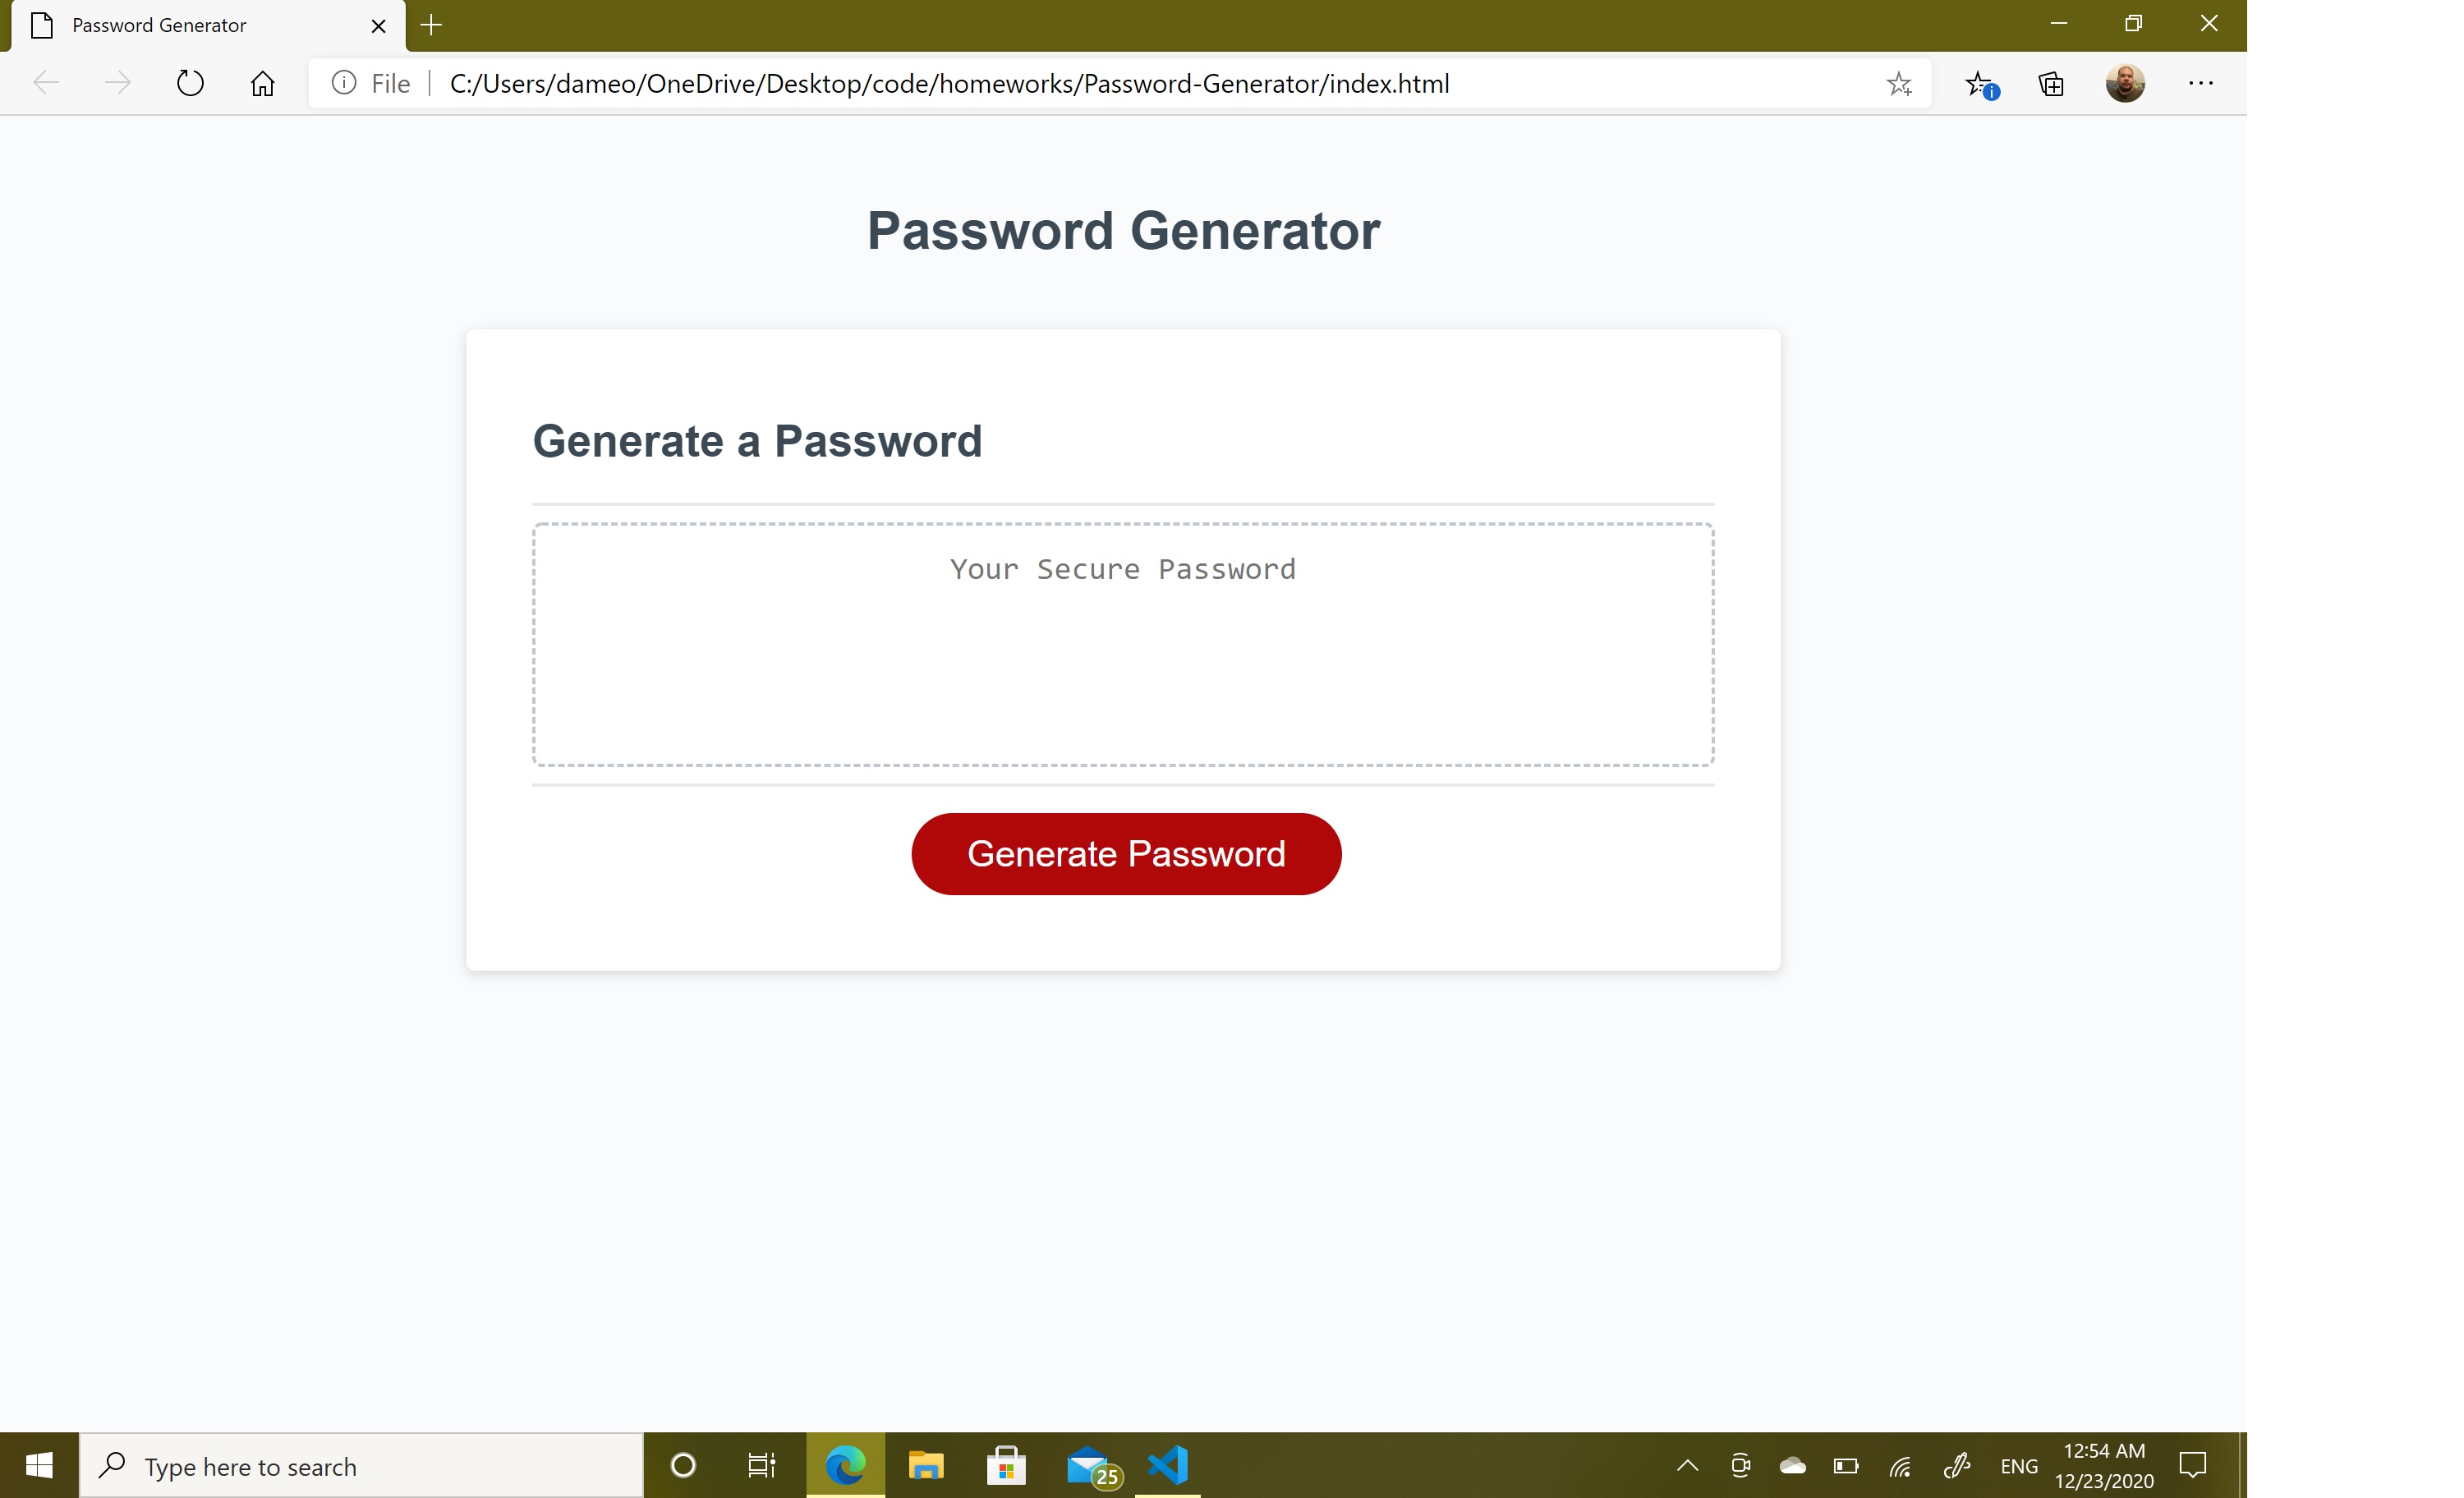 Password Generator
File
C:/Users/dameo/OneDrive/Desktop/code/homeworks/Password-Generator/index.html
Password Generator
Generate a Password
Your Secure Password
Generate Password
Type here to search
25
ENG
12:54 AM
12/23/2020